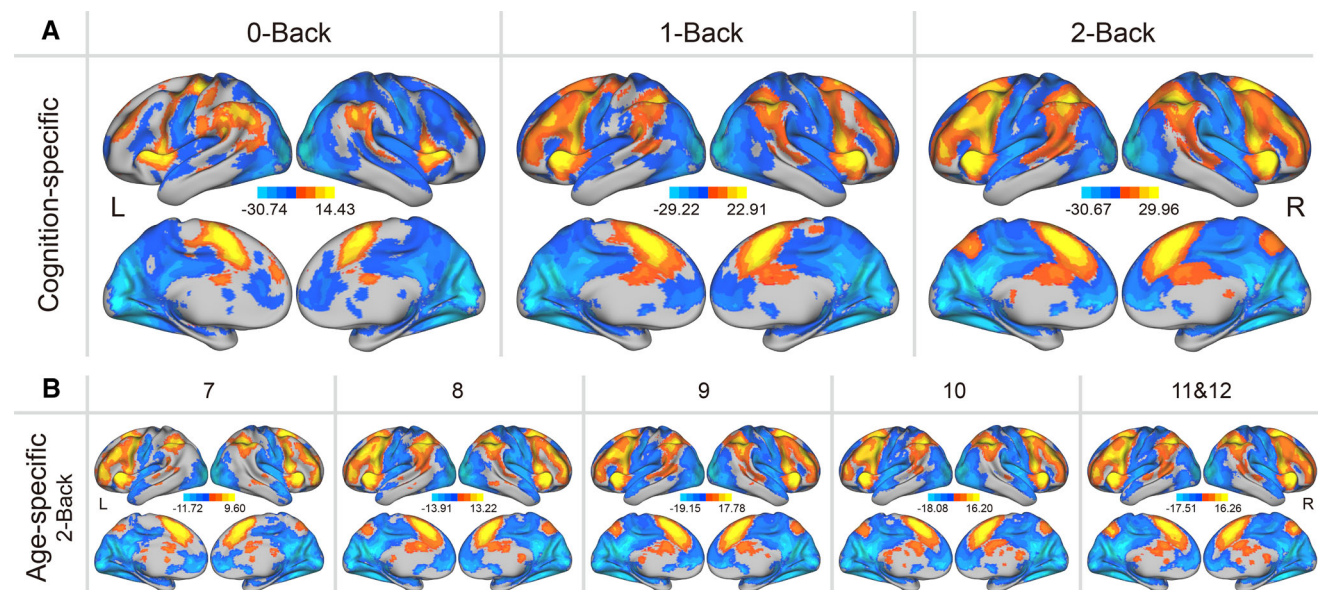 A 0-Back 1-Back 2-Back
Cognition-specific
L -30.74 14.43 -29.22 22.91 -30.67 29.96 R
B 7 8 9 10 11&12
Age-specific
2-Back
L -11.72 9.60 -13.91 13.22 -19.15 17.78 -18.08 16.20 -17.51 16.26 R